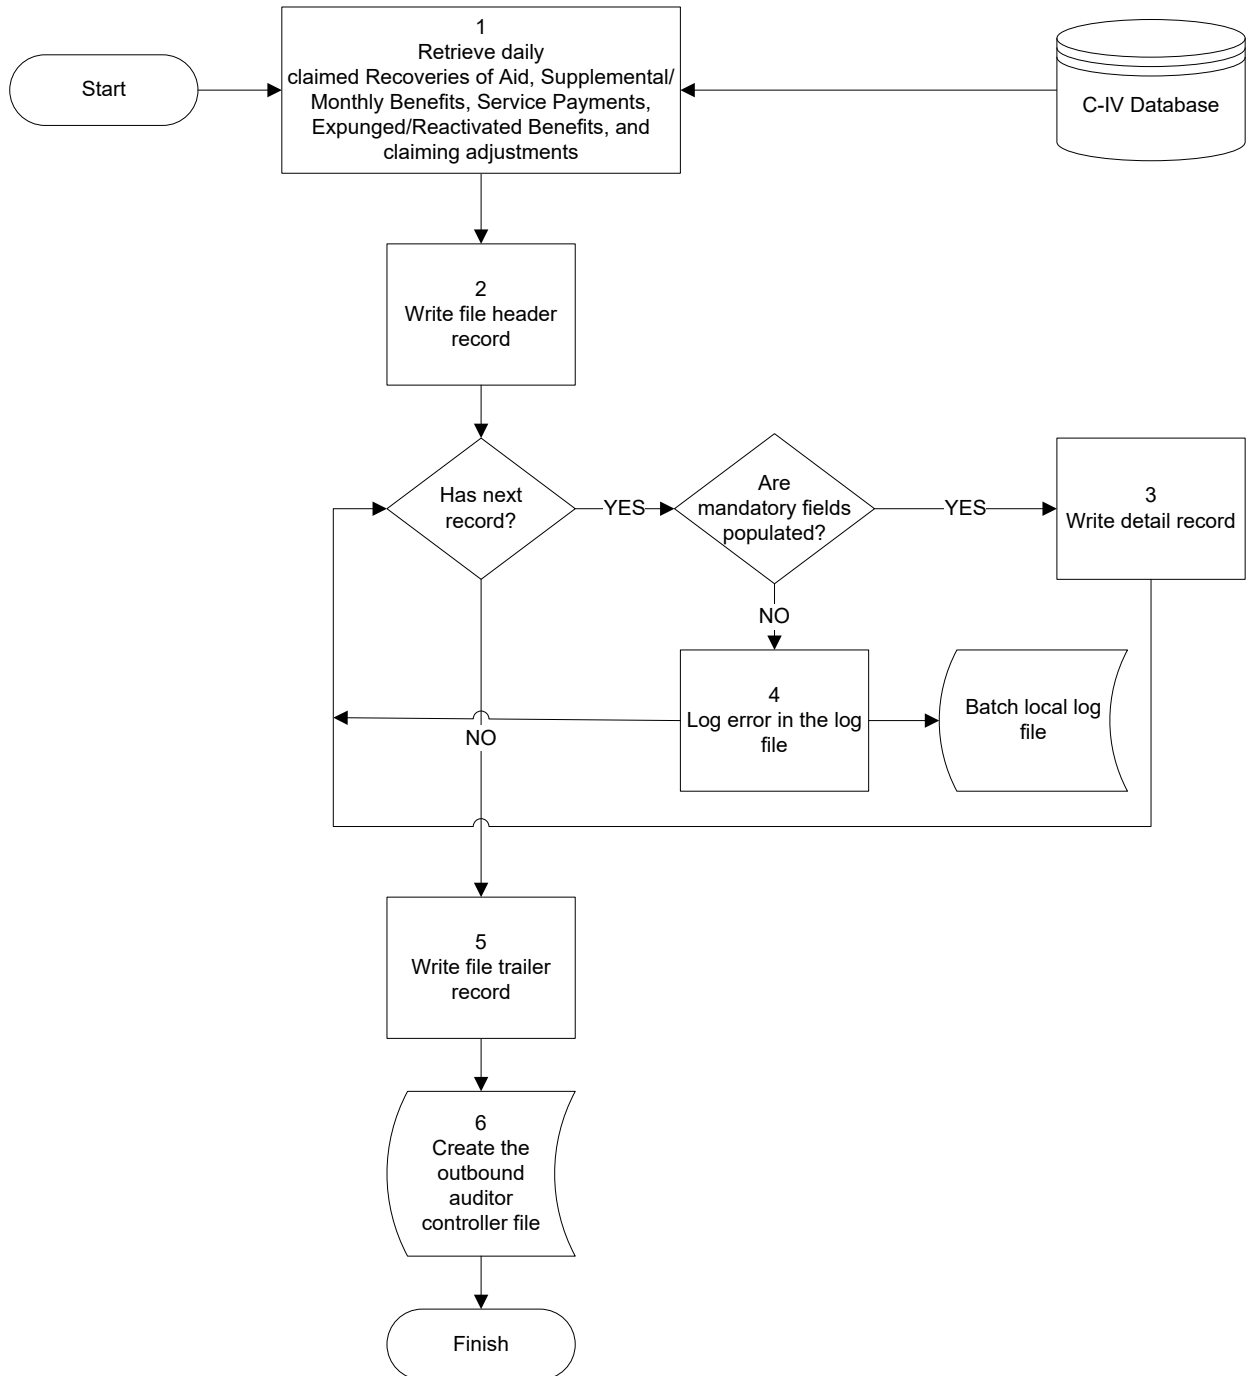 Start
1
Retrieve daily
claimed Recoveries of Aid, Supplemental/
Monthly Benefits, Service Payments,
Expunged/Reactivated Benefits, and
claiming adjustments
C-IV Database
2
Write file header
record
Has next
record?
YES
Are
mandatory fields
populated?
YES
3
Write detail record
NO
4
Log error in the log
file
Batch local log
file
NO
5
Write file trailer
record
6
Create the
outbound
auditor
controller file
Finish